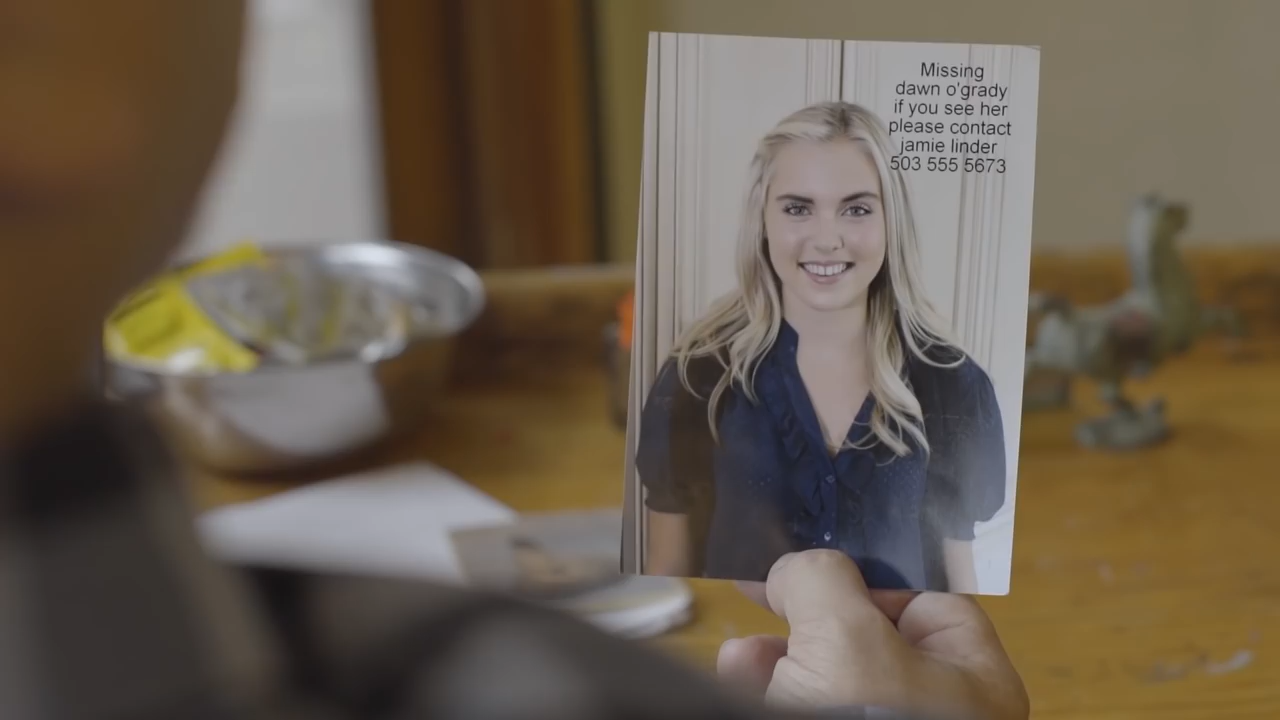 Missing
dawn o'grady
if you see her
please contact
jamie linder
503 555 5673